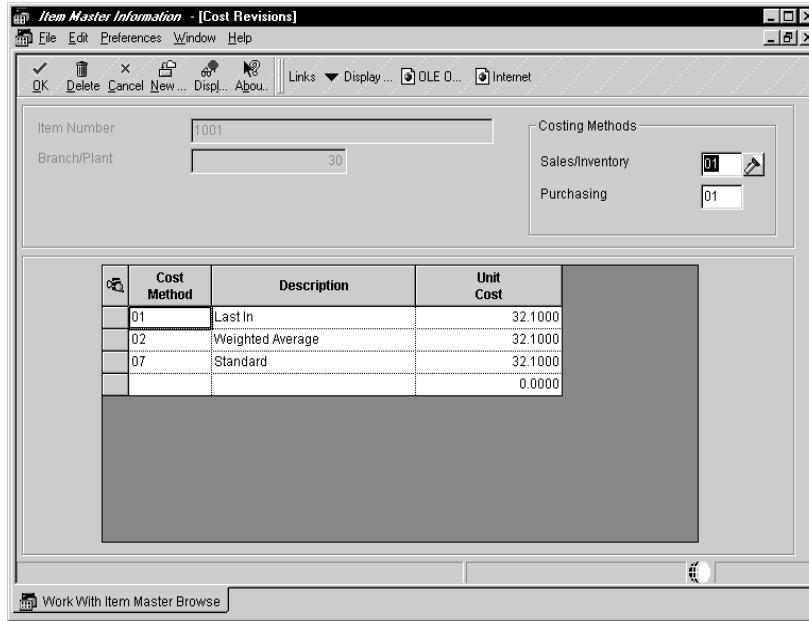 Item Master Information - [Cost Revisions]
File Edit Preferences Window Help
OK Delete Cancel New ... Displ... Abou.. Links Display ... OLE O... Internet
Item Number 1001
Branch/Plant 30
Costing Methods
Sales/Inventory 01
Purchasing 01
Cost Method Description Unit Cost
01 Last In 32.1000
02 Weighted Average 32.1000
07 Standard 32.1000
0.0000
Work With Item Master Browse